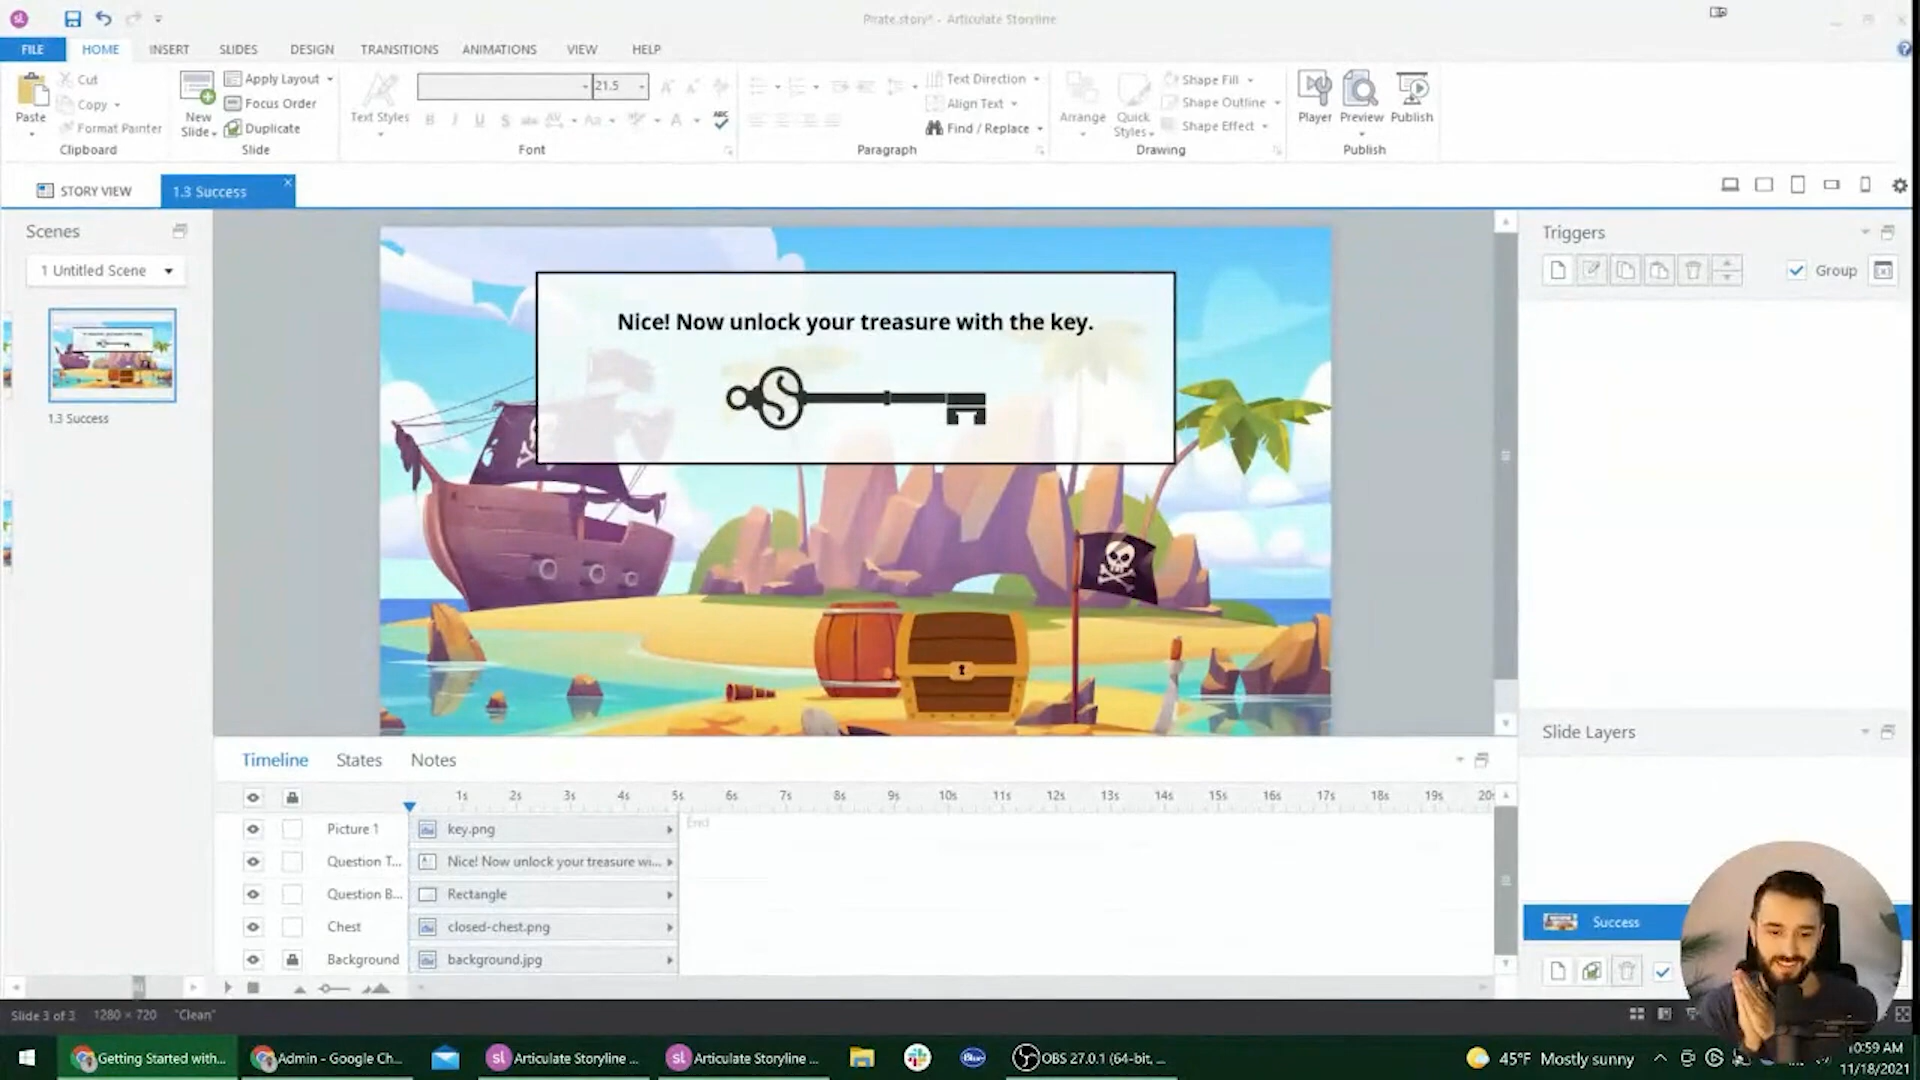 sl
Pirate.story* - Articulate Storyline
FILE HOME INSERT SLIDES DESIGN TRANSITIONS ANIMATIONS VIEW HELP
Paste
Cut
Copy
Format Painter
Clipboard
New Slide
Apply Layout
Focus Order
Duplicate
Slide
Text Styles
21.5
Font
Text Direction
Align Text
Find / Replace
Paragraph
Arrange
Quick Styles
Shape Fill
Shape Outline
Shape Effect
Drawing
Player Preview Publish
Publish
STORY VIEW
1.3 Success
Scenes
1 Untitled Scene
1.3 Success
Nice! Now unlock your treasure with the key.
Triggers
Group
Slide Layers
Success
Timeline States Notes
1s 2s 3s 4s 5s 6s 7s 8s 9s 10s 11s 12s 13s 14s 15s 16s 17s 18s 19s 20s
End
Picture 1 key.png
Question T... Nice! Now unlock your treasure wi...
Question B... Rectangle
Chest closed-chest.png
Background background.jpg
Slide 3 of 3 1280 × 720 "Clean"
Getting Started with... Admin - Google Ch... Articulate Storyline ... Articulate Storyline ... Blue OBS 27.0.1 (64-bit, ... 45°F Mostly sunny
10:59 AM
11/18/2021